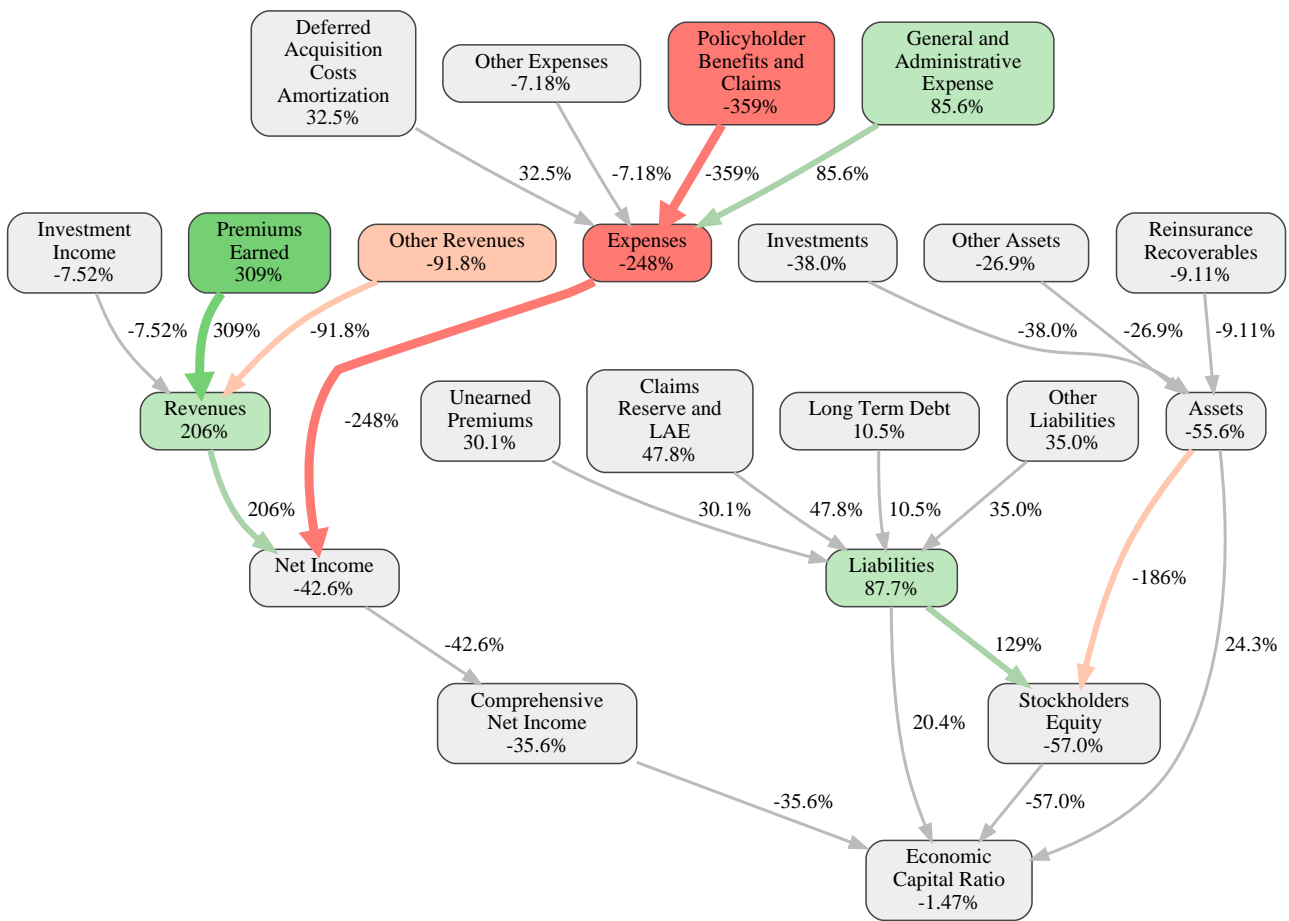 Deferred
Acquisition
Costs
Amortization
32.5%
Other Expenses
-7.18%
Policyholder
Benefits and
Claims
-359%
General and
Administrative
Expense
85.6%
32.5%
-7.18%
-359%
85.6%
Investment
Income
-7.52%
Premiums
Earned
309%
Other Revenues
-91.8%
Expenses
-248%
Investments
-38.0%
Other Assets
-26.9%
Reinsurance
Recoverables
-9.11%
-7.52%
309%
-91.8%
-38.0%
-26.9%
-9.11%
Revenues
206%
-248%
Unearned
Premiums
30.1%
Claims
Reserve and
LAE
47.8%
Long Term Debt
10.5%
Other
Liabilities
35.0%
Assets
-55.6%
206%
30.1%
47.8%
10.5%
35.0%
Net Income
-42.6%
Liabilities
87.7%
-186%
-42.6%
129%
24.3%
Comprehensive
Net Income
-35.6%
20.4%
Stockholders
Equity
-57.0%
-35.6%
-57.0%
Economic
Capital Ratio
-1.47%